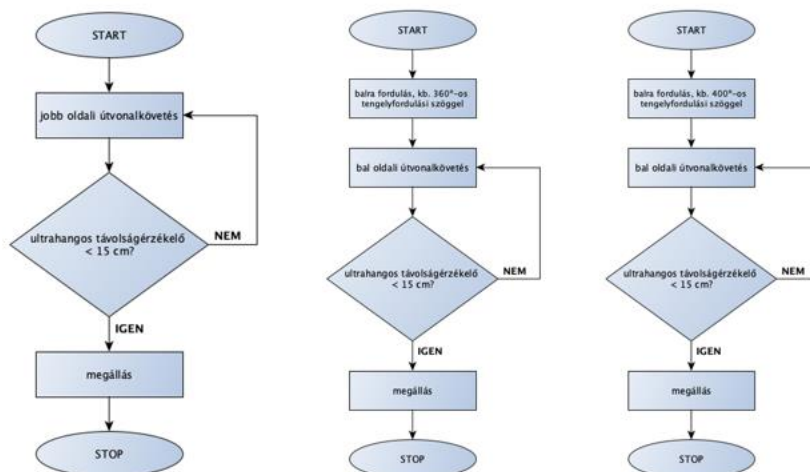 START
jobb oldali útvonalkövetés
ultrahangos távolságérzékelő
< 15 cm?
NEM
IGEN
megállás
STOP
START
balra fordulás, kb. 360°-os
tengelyfordulási szöggel
bal oldali útvonalkövetés
ultrahangos távolságérzékelő
< 15 cm?
NEM
IGEN
megállás
STOP
START
balra fordulás, kb. 400°-os
tengelyfordulási szöggel
bal oldali útvonalkövetés
ultrahangos távolságérzékelő
< 15 cm?
NEM
IGEN
megállás
STOP